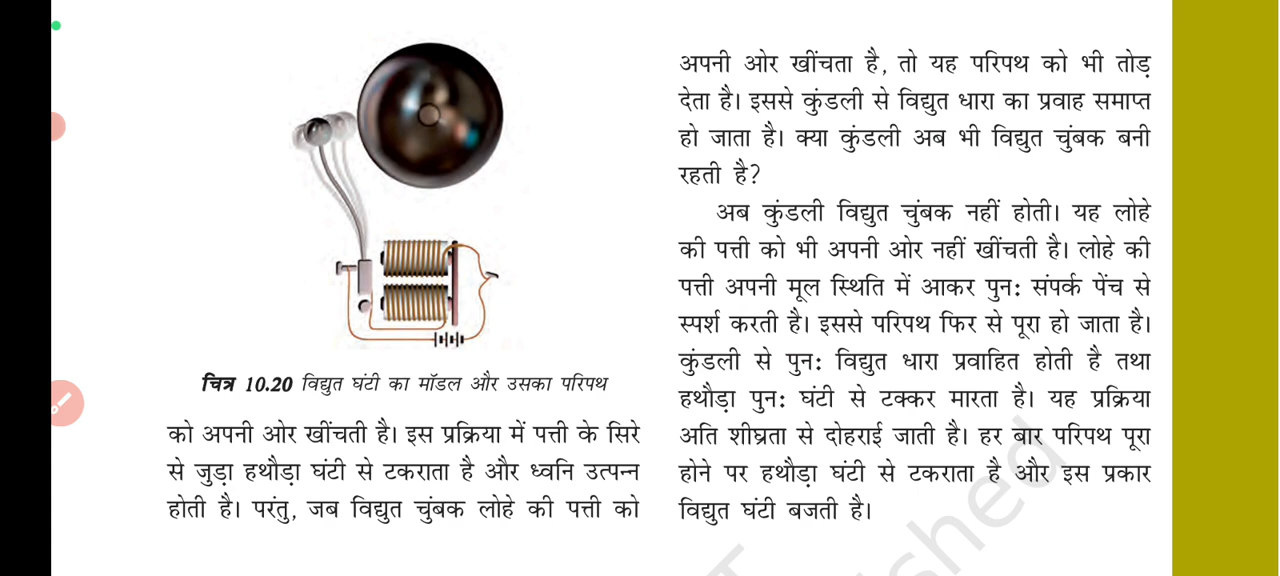 चित्र 10.20 विद्युत घंटी का मॉडल और उसका परिपथ
को अपनी ओर खींचती है। इस प्रक्रिया में पत्ती के सिरे
से जुड़ा हथौड़ा घंटी से टकराता है और ध्वनि उत्पन्न
होती है। परंतु, जब विद्युत चुंबक लोहे की पत्ती को
अपनी ओर खींचता है, तो यह परिपथ को भी तोड़
देता है। इससे कुंडली से विद्युत धारा का प्रवाह समाप्त
हो जाता है। क्या कुंडली अब भी विद्युत चुंबक बनी
रहती है?
अब कुंडली विद्युत चुंबक नहीं होती। यह लोहे
की पत्ती को भी अपनी ओर नहीं खींचती है। लोहे की
पत्ती अपनी मूल स्थिति में आकर पुन: संपर्क पेंच से
स्पर्श करती है। इससे परिपथ फिर से पूरा हो जाता है।
कुंडली से पुन: विद्युत धारा प्रवाहित होती है तथा
हथौड़ा पुन: घंटी से टक्कर मारता है। यह प्रक्रिया
अति शीघ्रता से दोहराई जाती है। हर बार परिपथ पूरा
होने पर हथौड़ा घंटी से टकराता है और इस प्रकार
विद्युत घंटी बजती है।